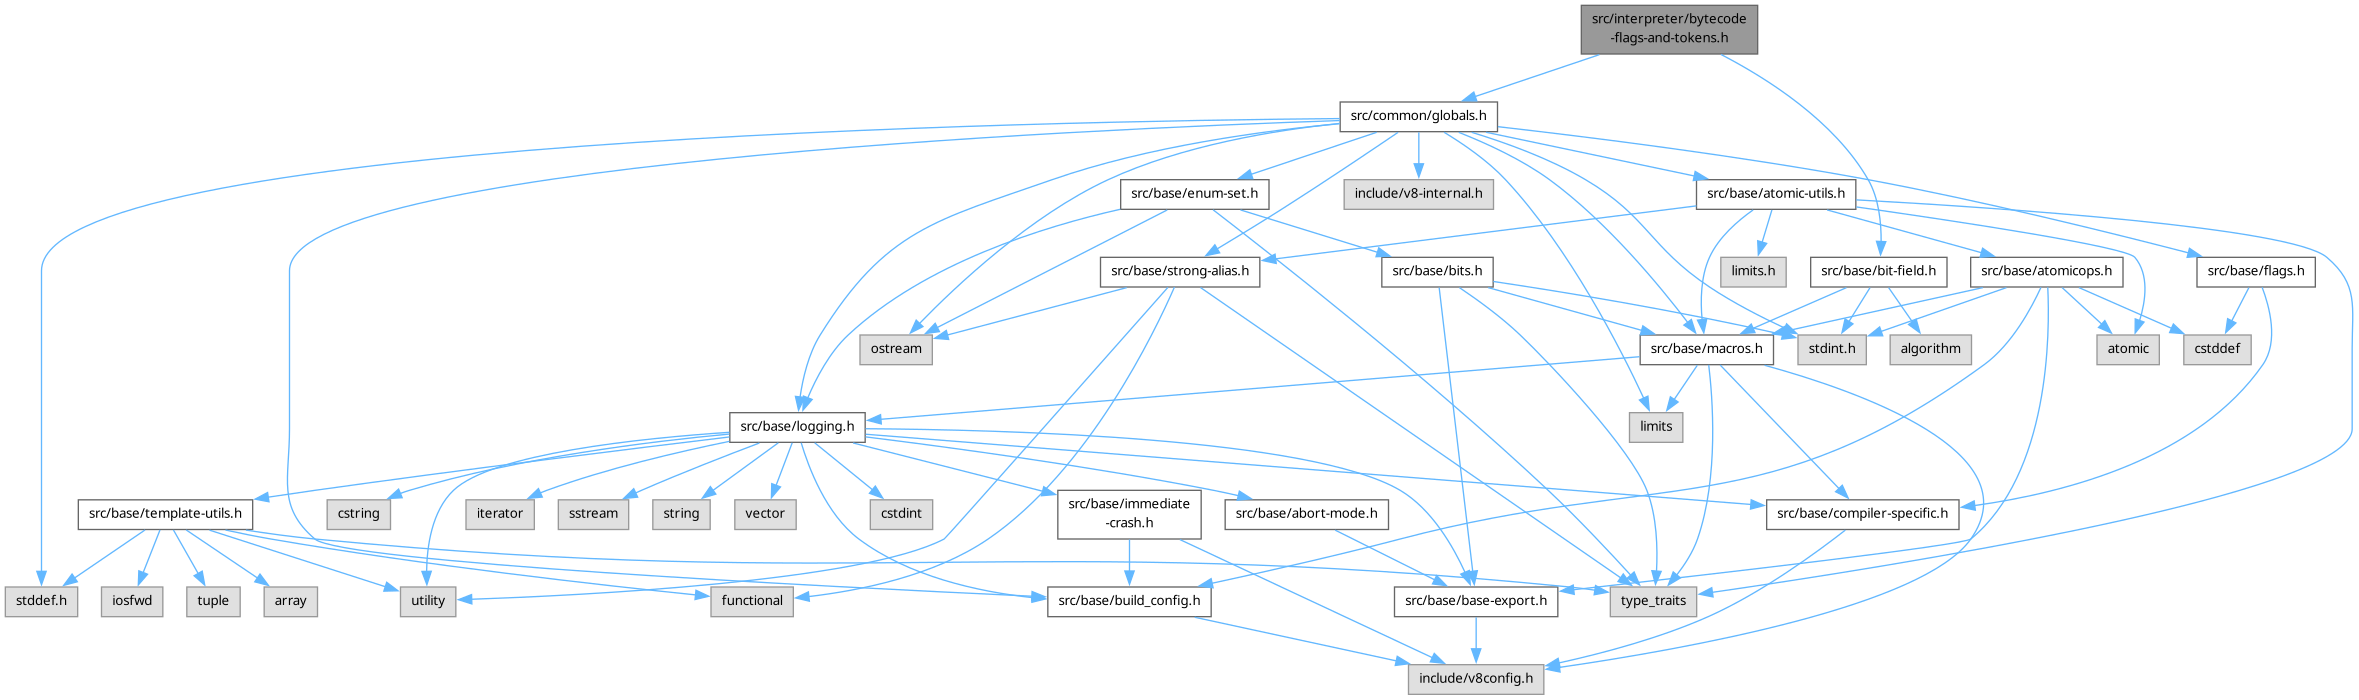 src/interpreter/bytecode
-flags-and-tokens.h
src/common/globals.h
src/base/enum-set.h
include/v8-internal.h
src/base/atomic-utils.h
src/base/strong-alias.h
src/base/bits.h
limits.h
src/base/bit-field.h
src/base/atomicops.h
src/base/flags.h
ostream
src/base/macros.h
stdint.h
algorithm
atomic
cstddef
src/base/logging.h
limits
src/base/template-utils.h
cstring
iterator
sstream
string
vector
cstdint
src/base/immediate
-crash.h
src/base/abort-mode.h
src/base/compiler-specific.h
stddef.h
iosfwd
tuple
array
utility
functional
src/base/build_config.h
src/base/base-export.h
type_traits
include/v8config.h